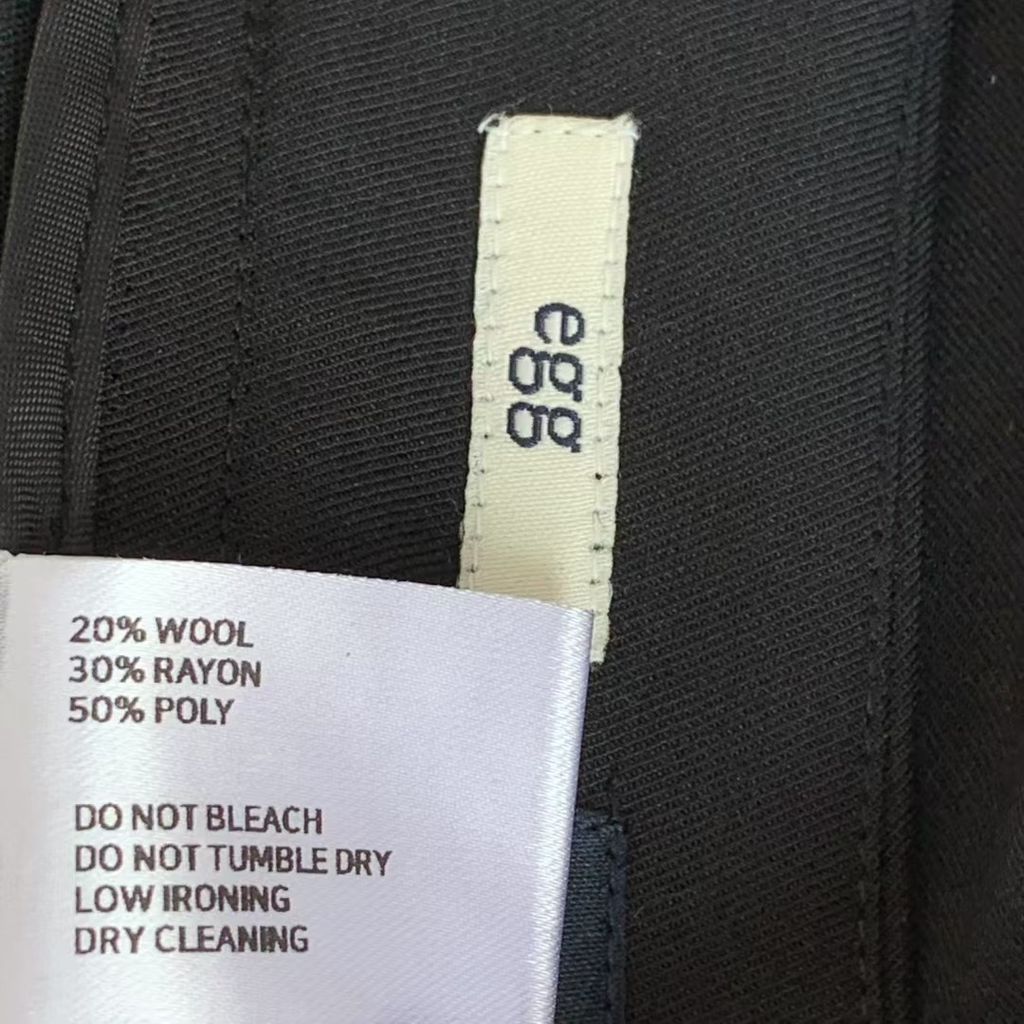 egg
20% WOOL
30% RAYON
50% POLY
DO NOT BLEACH
DO NOT TUMBLE DRY
LOW IRONING
DRY CLEANING